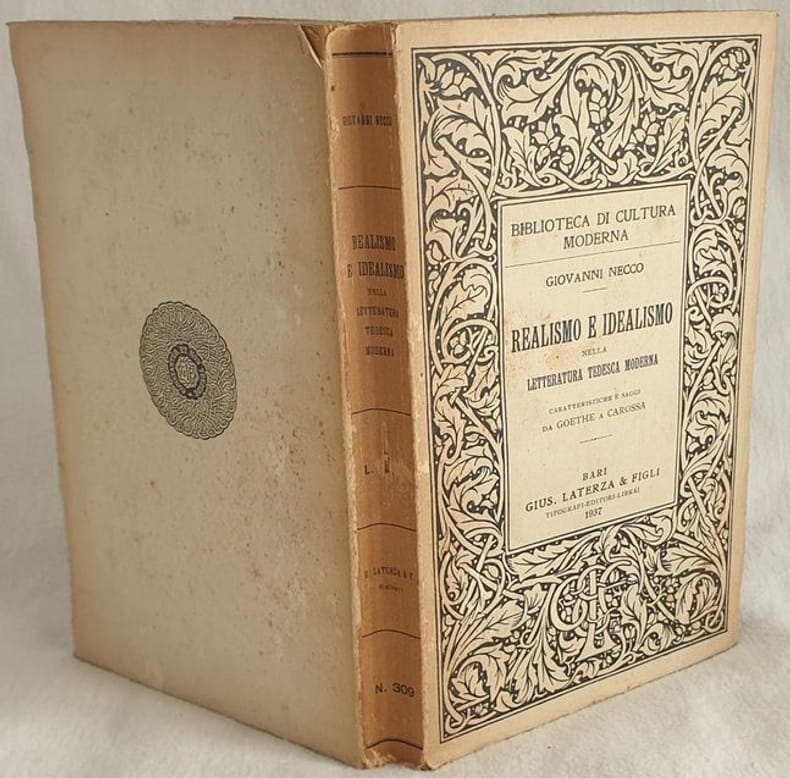 GIOVANNI NECCO
REALISMO
E IDEALISMO
NELLA
LETTERATURA
TEDESCA
MODERNA
L.
G. LATERZA & F.
N. 309
BIBLIOTECA DI CULTURA
MODERNA
GIOVANNI NECCO
REALISMO E IDEALISMO
NELLA
LETTERATURA TEDESCA MODERNA
CARATTERISTICHE E SAGGI
DA GOETHE A CAROSSA
BARI
GIUS. LATERZA & FIGLI
TIPOGRAFI-EDITORI-LIBRAI
1937